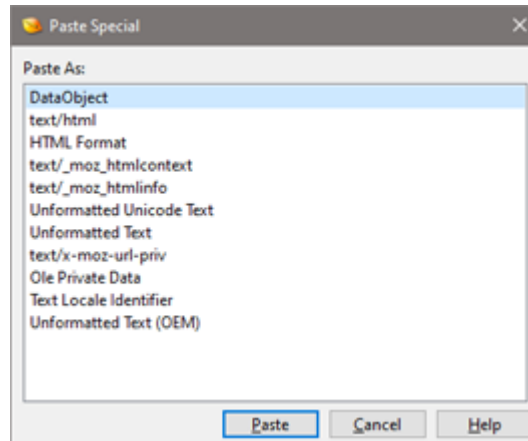 Paste Special
Paste As:
DataObject
text/html
HTML Format
text/_moz_htmlcontext
text/_moz_htmlinfo
Unformatted Unicode Text
Unformatted Text
text/x-moz-url-priv
Ole Private Data
Text Locale Identifier
Unformatted Text (OEM)
Paste Cancel Help